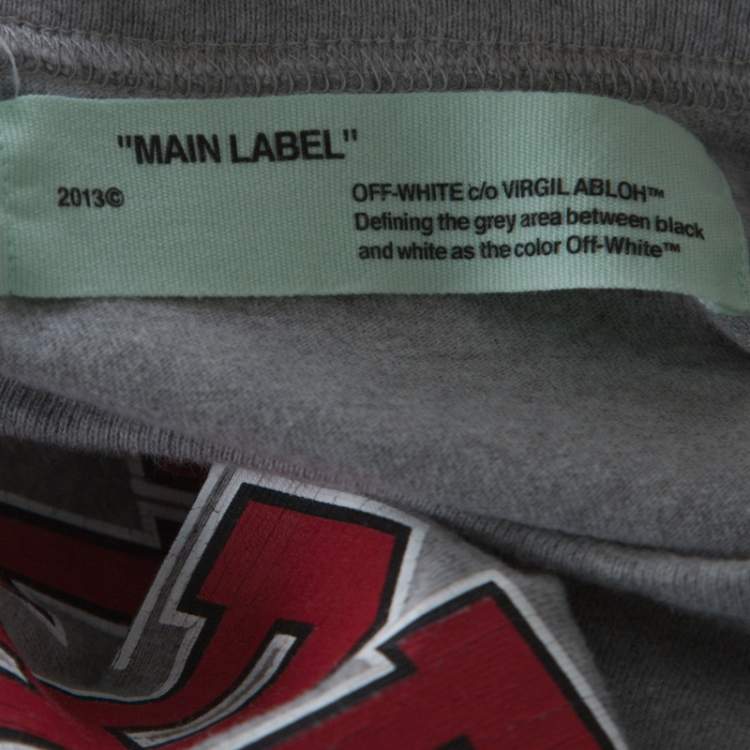 "MAIN LABEL"
2013©
OFF-WHITE c/o VIRGIL ABLOH™
Defining the grey area between black
and white as the color Off-White™